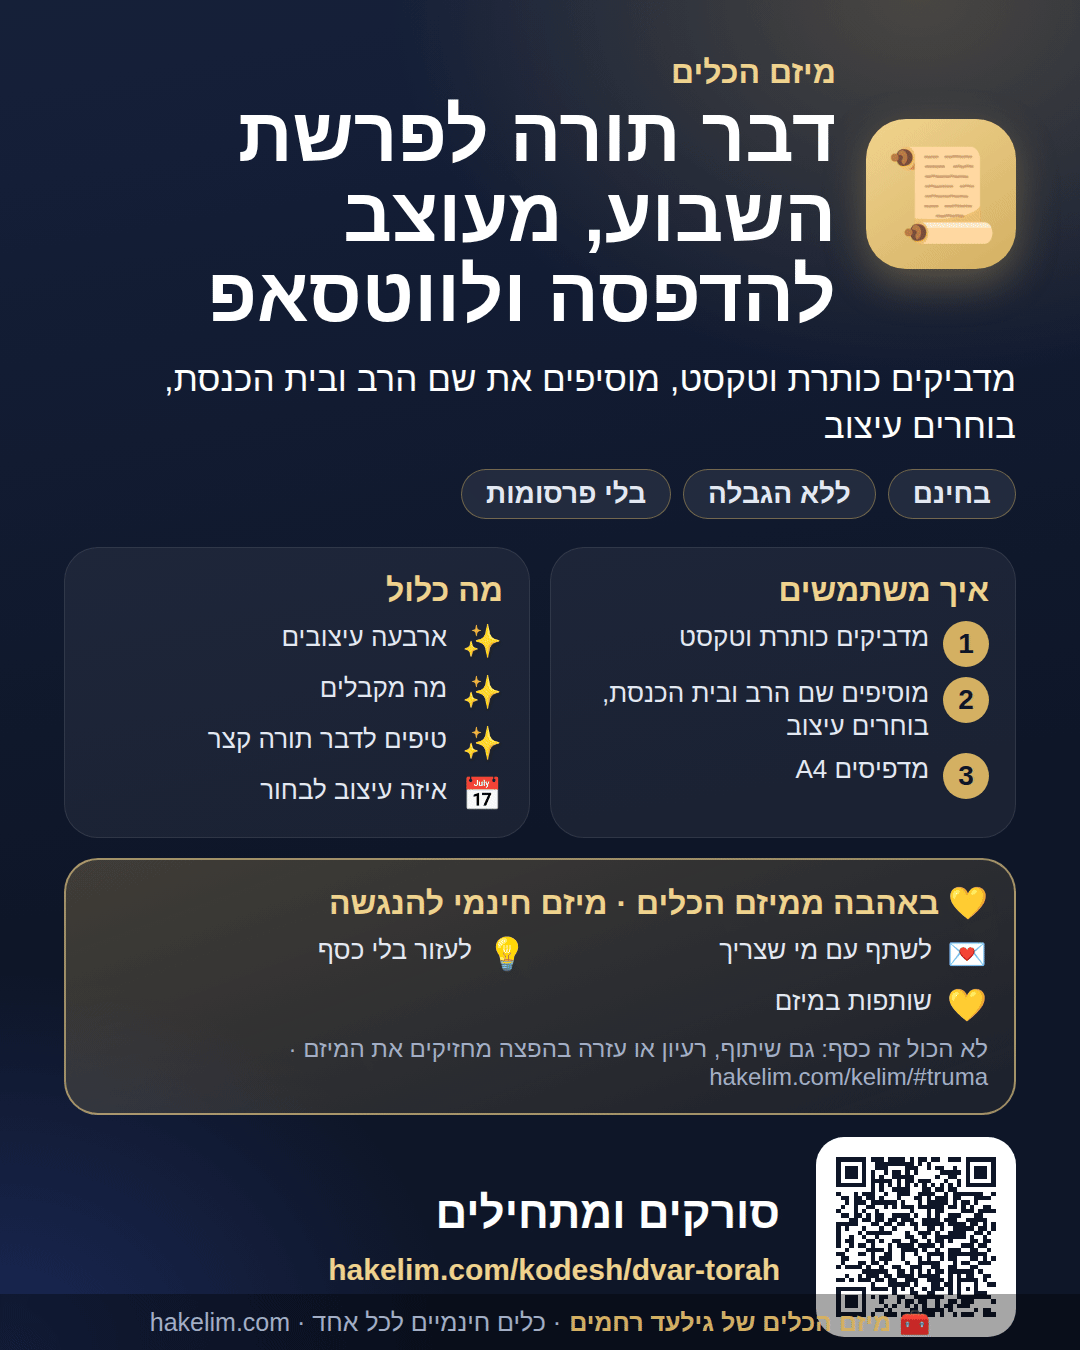 מיזם הכלים
דבר תורה לפרשת
השבוע, מעוצב
להדפסה ולווטסאפ
מדביקים כותרת וטקסט, מוסיפים את שם הרב ובית הכנסת,
בוחרים עיצוב
בחינם
ללא הגבלה
בלי פרסומות
איך משתמשים
1 מדביקים כותרת וטקסט
2 מוסיפים שם הרב ובית הכנסת,
בוחרים עיצוב
3 מדפיסים A4
מה כלול
ארבעה עיצובים
מה מקבלים
טיפים לדבר תורה קצר
July 17 איזה עיצוב לבחור
באהבה ממיזם הכלים · מיזם חינמי להנגשה
לשתף עם מי שצריך
לעזור בלי כסף
שותפות במיזם
לא הכול זה כסף: גם שיתוף, רעיון או עזרה בהפצה מחזיקים את המיזם ·
hakelim.com/kelim/#truma
סורקים ומתחילים
hakelim.com/kodesh/dvar-torah
מיזם הכלים של גילעד רחמים · כלים חינמיים לכל אחד · hakelim.com